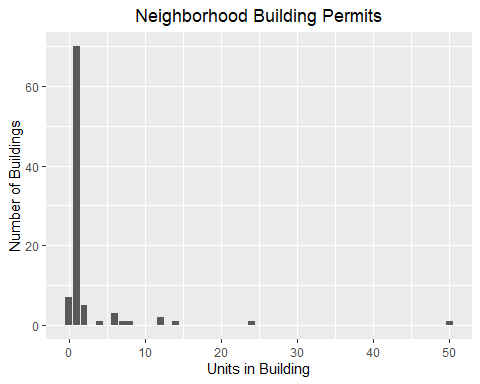 Neighborhood Building Permits
Number of Buildings
60
40
20
0
0 10 20 30 40 50
Units in Building